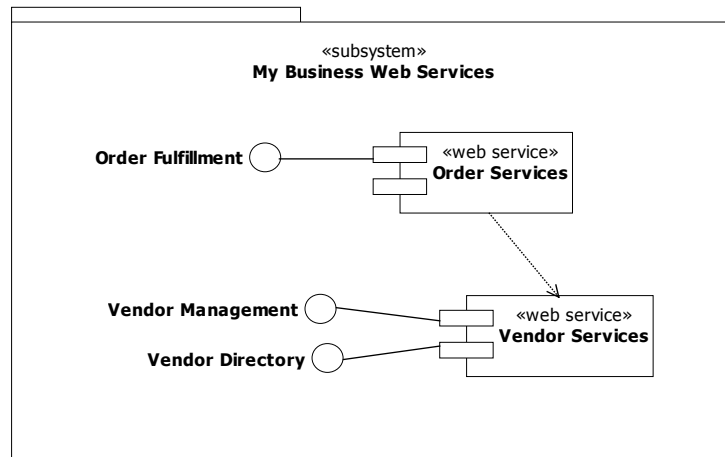 «subsystem»
My Business Web Services
Order Fulfillment
«web service»
Order Services
Vendor Management
«web service»
Vendor Services
Vendor Directory